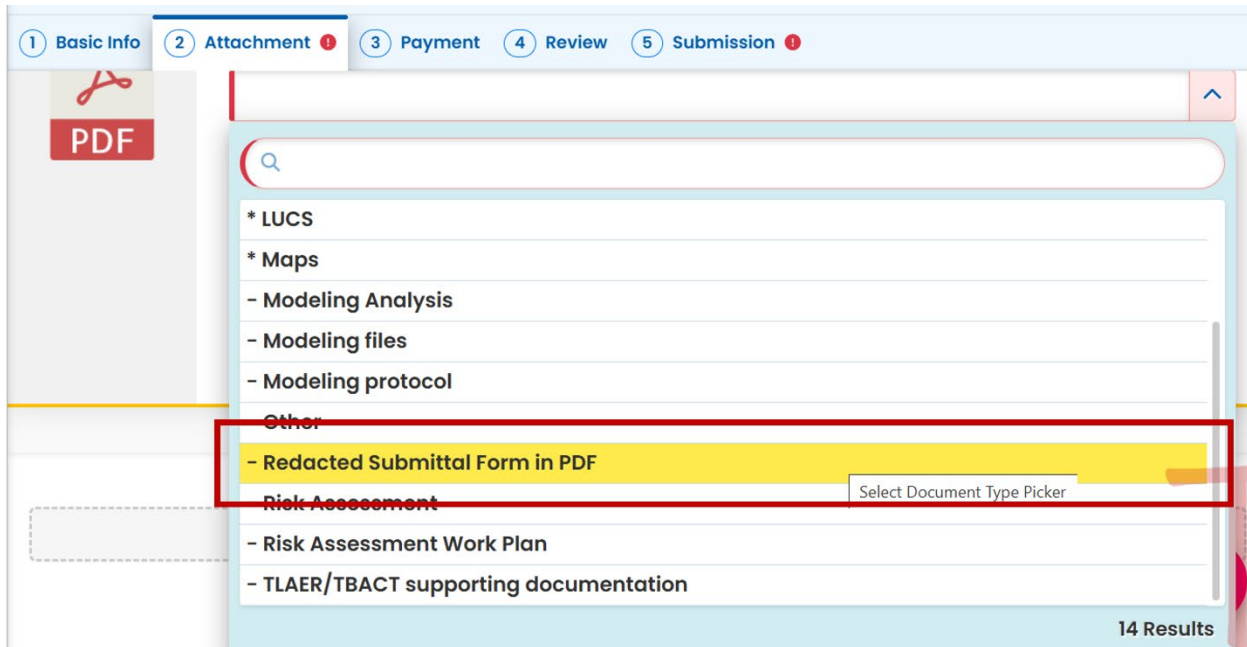 1 Basic Info 2 Attachment ! 3 Payment 4 Review 5 Submission !
PDF
* LUCS
* Maps
- Modeling Analysis
- Modeling files
- Modeling protocol
- Other
- Redacted Submittal Form in PDF
Select Document Type Picker
- Risk Assessment
- Risk Assessment Work Plan
- TLAER/TBACT supporting documentation
14 Results